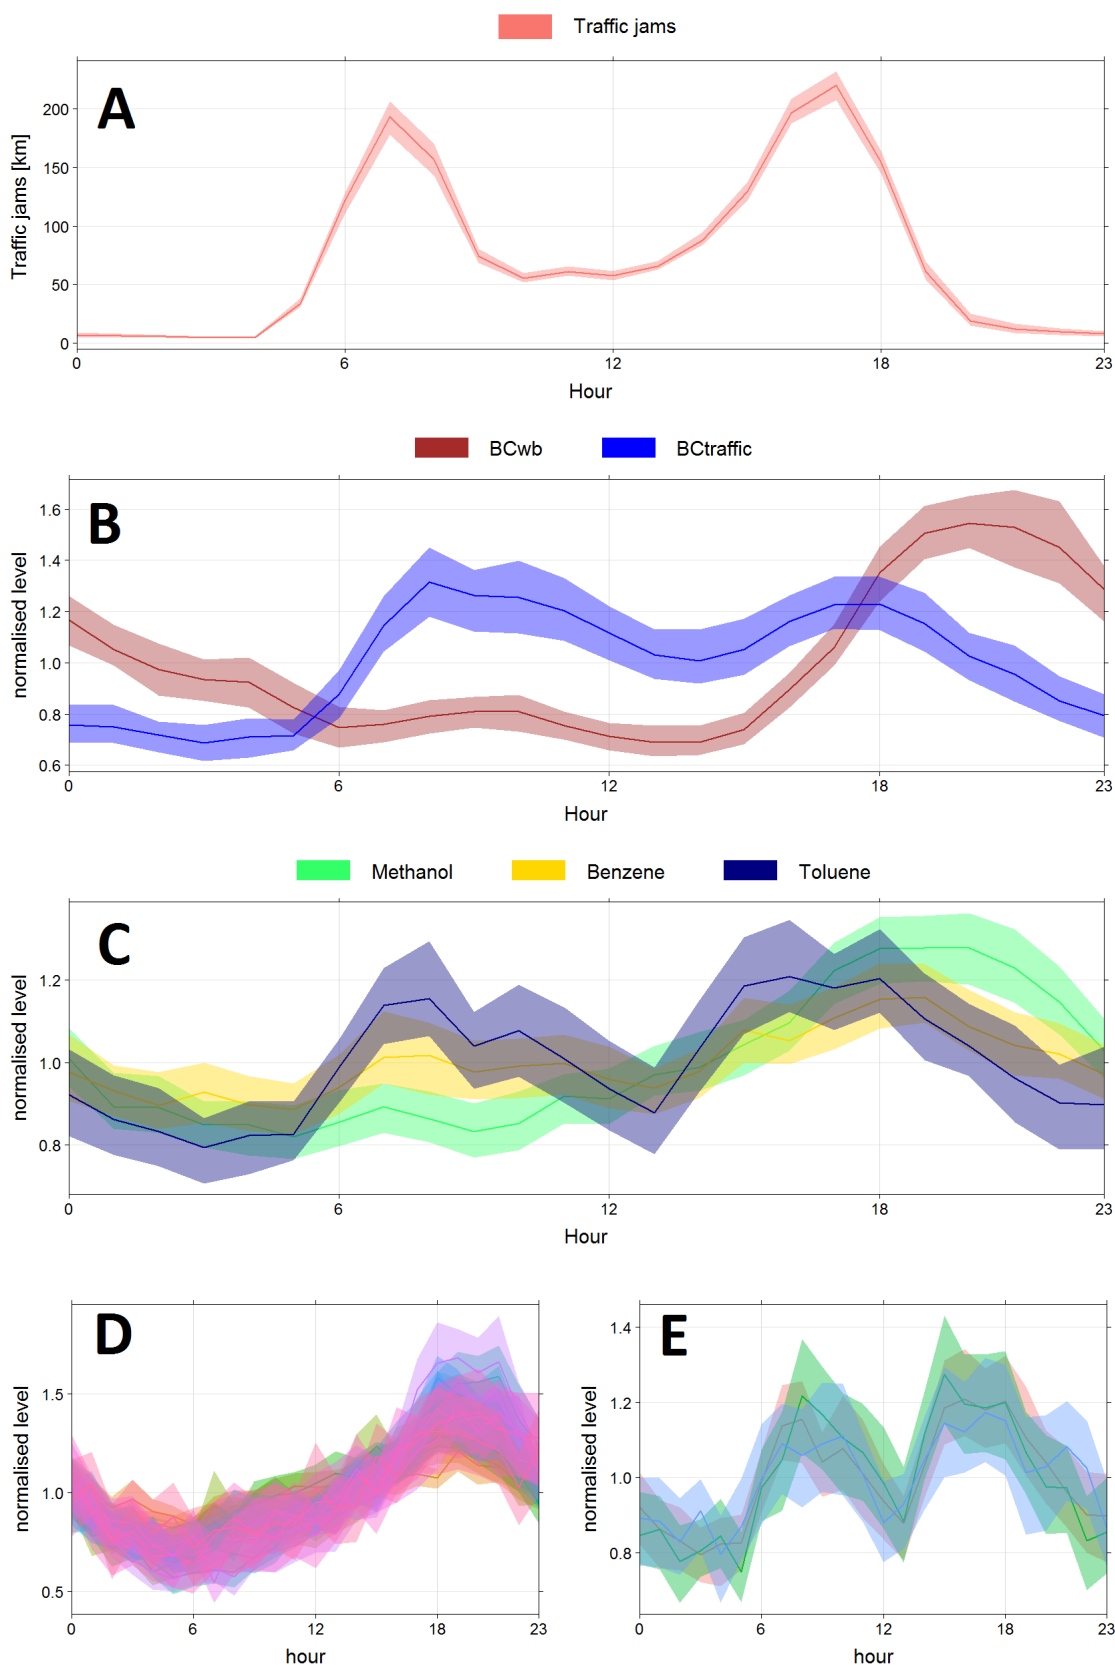 Traffic jams
A
Traffic jams [km]
200
150
100
50
0
0 6 12 18 23
Hour
BCwb BCtraffic
B
normalised level
1.6
1.4
1.2
1.0
0.8
0.6
0 6 12 18 23
Hour
Methanol Benzene Toluene
C
normalised level
1.2
1.0
0.8
0 6 12 18 23
Hour
D
normalised level
1.5
1.0
0.5
0 6 12 18 23
hour
E
normalised level
1.4
1.2
1.0
0.8
0 6 12 18 23
hour